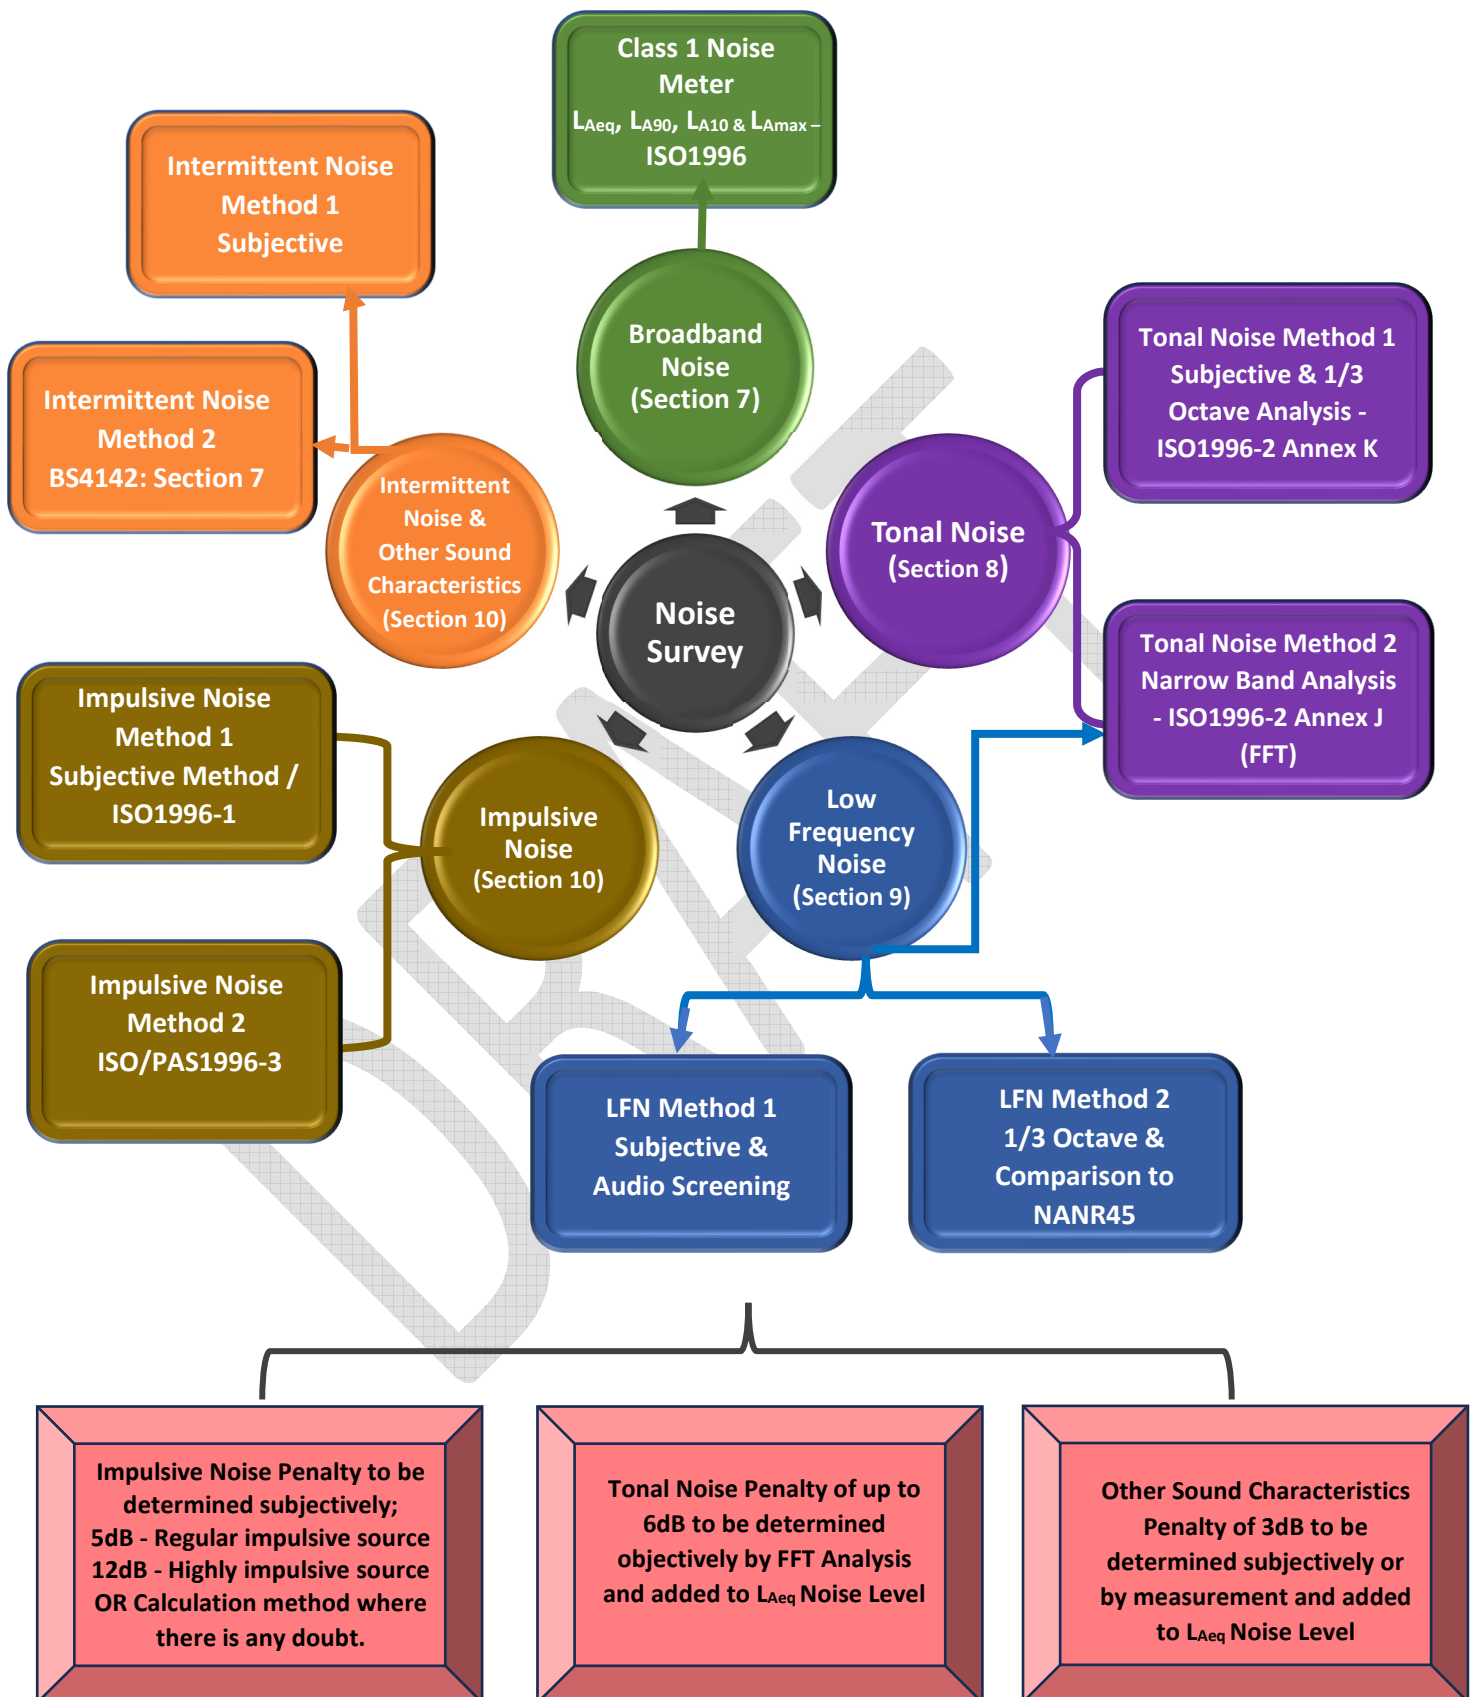 Class 1 Noise
Meter
LAeq, LA90, LA10 & LAmax –
ISO1996
Intermittent Noise
Method 1
Subjective
Broadband
Noise
(Section 7)
Tonal Noise Method 1
Subjective & 1/3
Octave Analysis -
ISO1996-2 Annex K
Intermittent Noise
Method 2
BS4142: Section 7
Intermittent
Noise &
Other Sound
Characteristics
(Section 10)
Tonal Noise
(Section 8)
Noise
Survey
Tonal Noise Method 2
Narrow Band Analysis
- ISO1996-2 Annex J
(FFT)
Impulsive Noise
Method 1
Subjective Method /
ISO1996-1
Impulsive
Noise
(Section 10)
Low
Frequency
Noise
(Section 9)
Impulsive Noise
Method 2
ISO/PAS1996-3
LFN Method 1
Subjective &
Audio Screening
LFN Method 2
1/3 Octave &
Comparison to
NANR45
Impulsive Noise Penalty to be
determined subjectively;
5dB - Regular impulsive source
12dB - Highly impulsive source
OR Calculation method where
there is any doubt.
Tonal Noise Penalty of up to
6dB to be determined
objectively by FFT Analysis
and added to LAeq Noise Level
Other Sound Characteristics
Penalty of 3dB to be
determined subjectively or
by measurement and added
to LAeq Noise Level
DRAFT